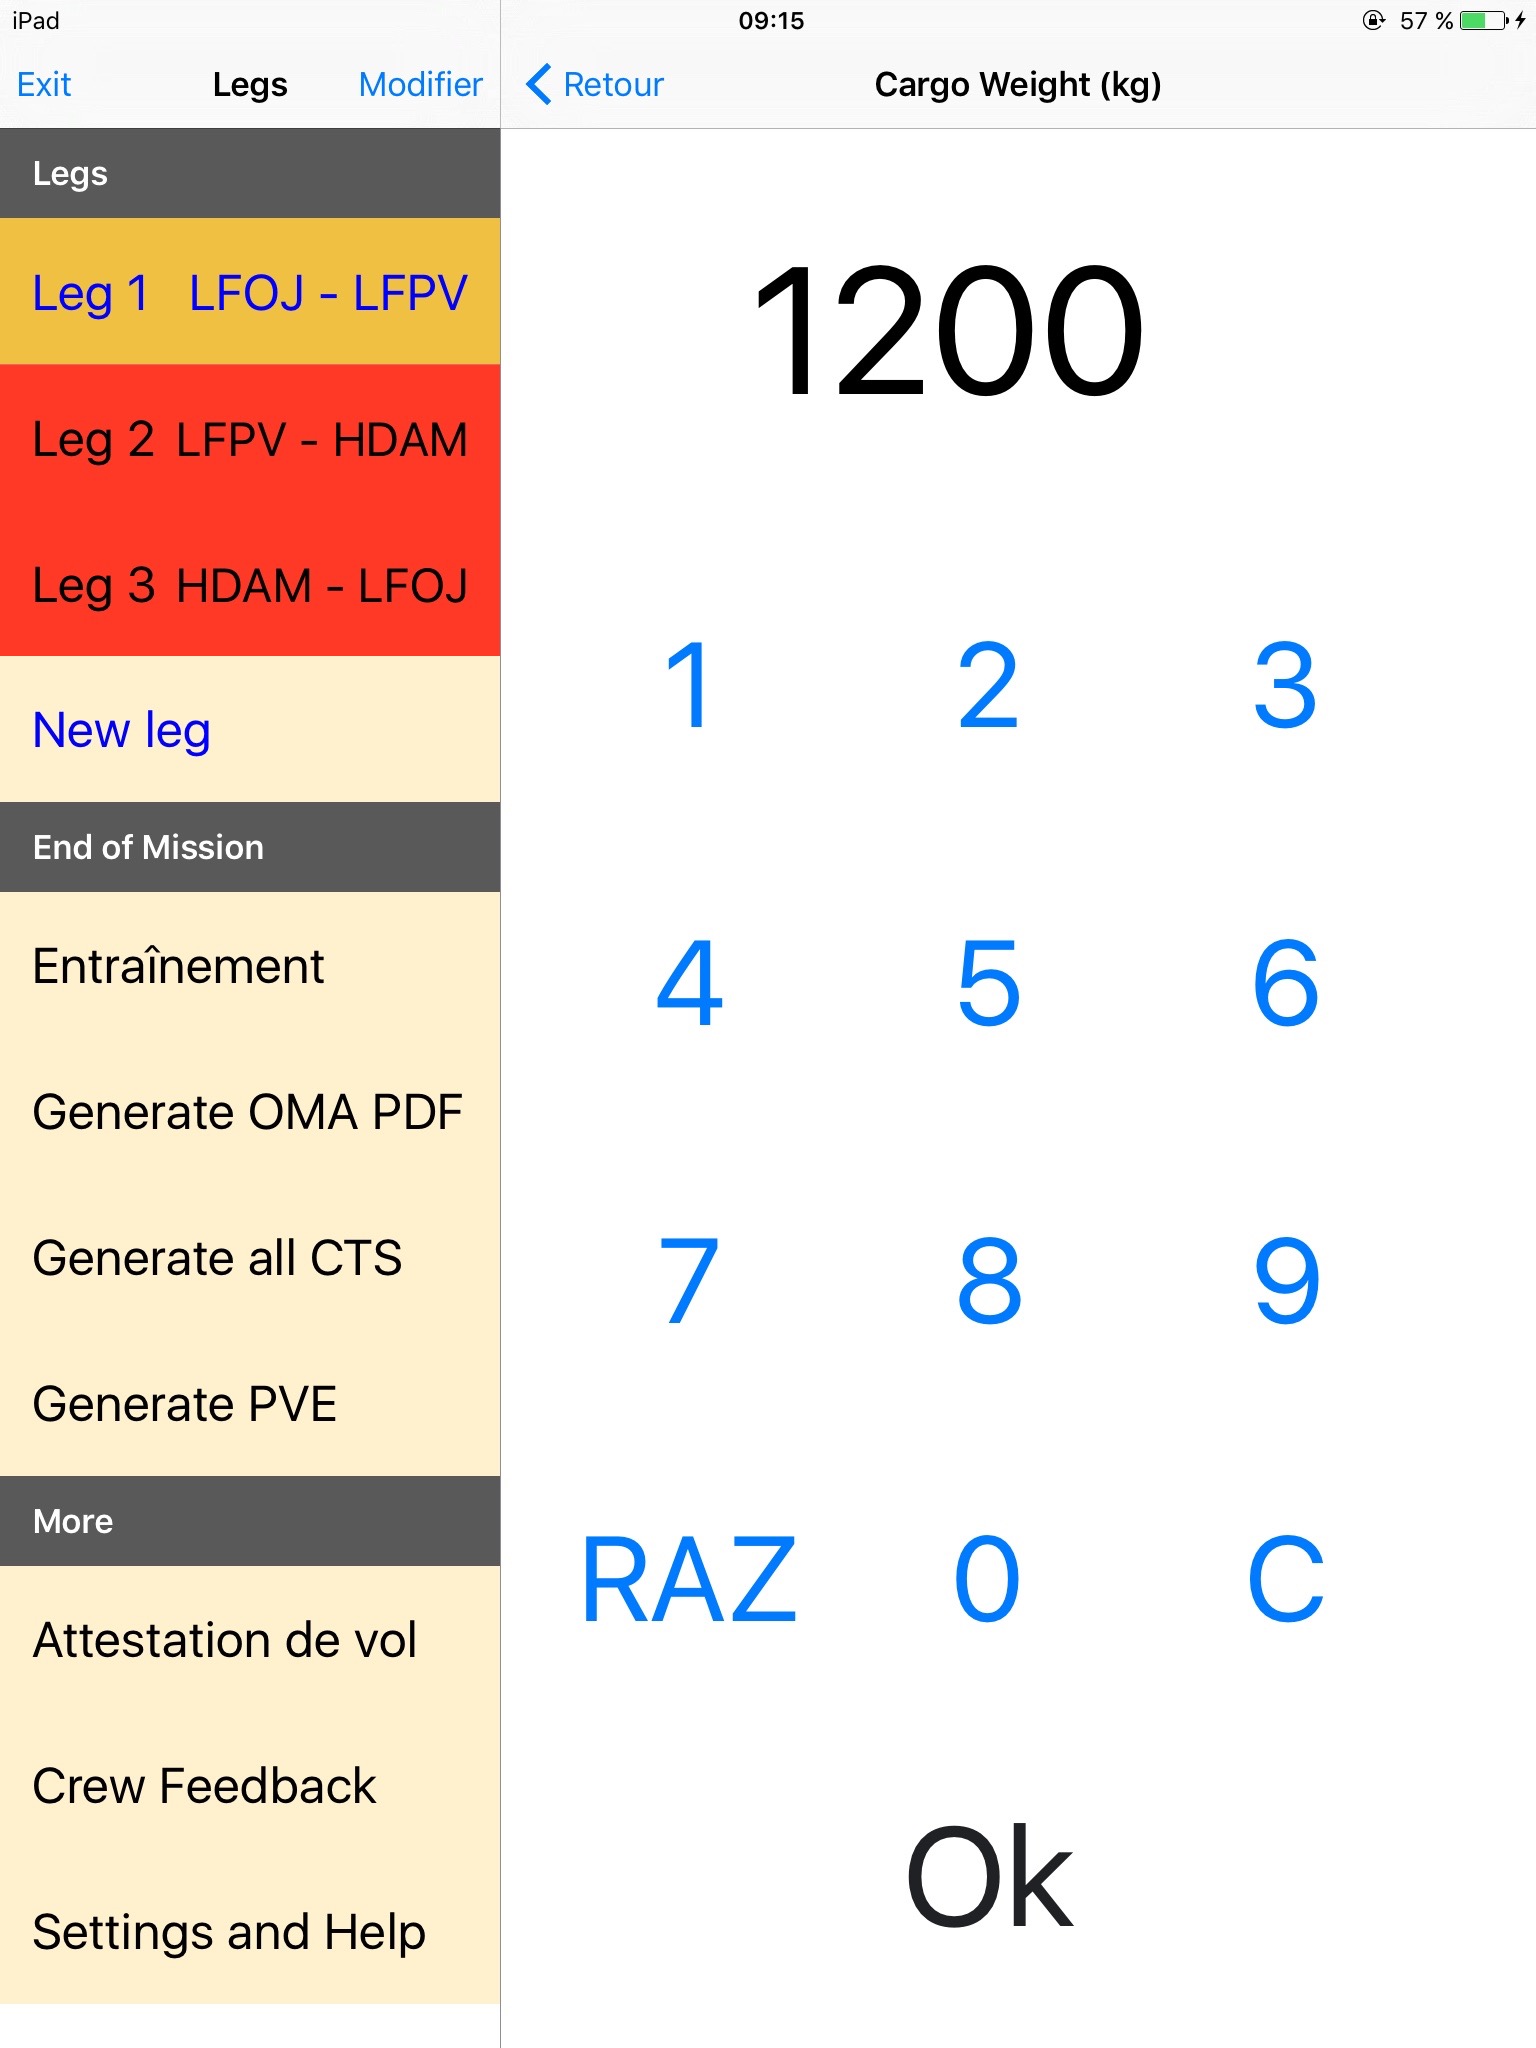 iPad
09:15
57 %
Exit
Legs
Modifier
Retour
Cargo Weight (kg)
Legs
Leg 1 LFOJ - LFPV
Leg 2 LFPV - HDAM
Leg 3 HDAM - LFOJ
New leg
End of Mission
Entraînement
Generate OMA PDF
Generate all CTS
Generate PVE
More
Attestation de vol
Crew Feedback
Settings and Help
1200
1 2 3
4 5 6
7 8 9
RAZ 0 C
Ok